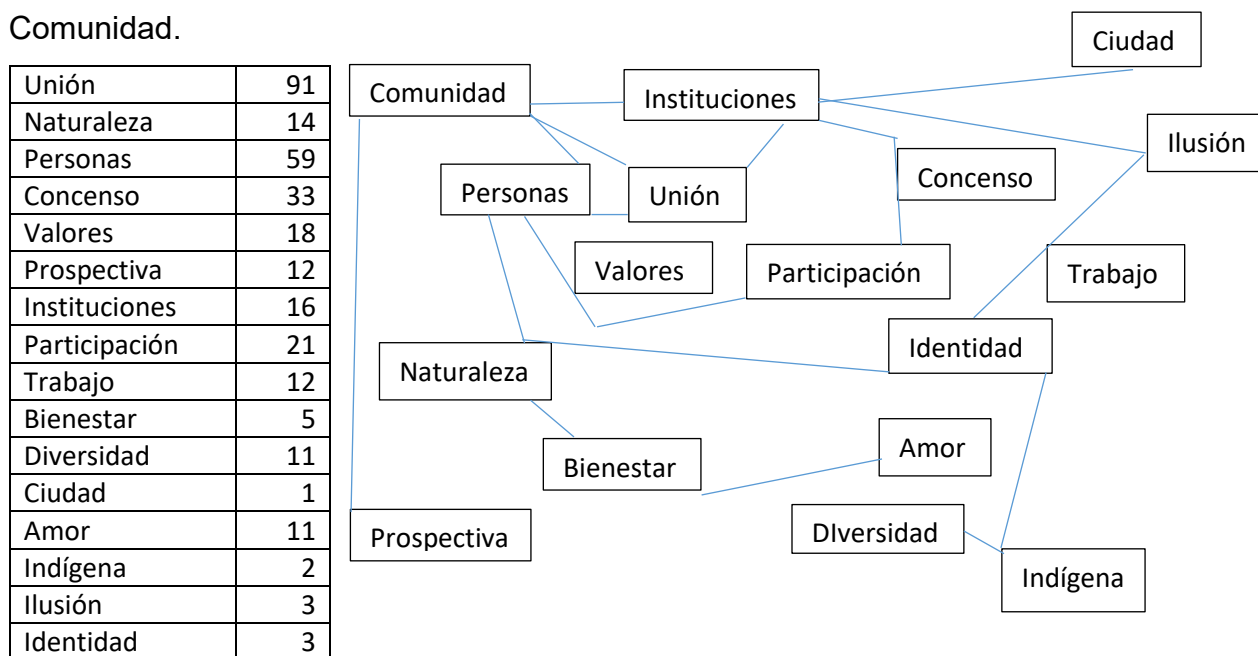 Comunidad.
Unión 91
Naturaleza 14
Personas 59
Concenso 33
Valores 18
Prospectiva 12
Instituciones 16
Participación 21
Trabajo 12
Bienestar 5
Diversidad 11
Ciudad 1
Amor 11
Indígena 2
Ilusión 3
Identidad 3
Ciudad
Comunidad
Instituciones
Ilusión
Personas
Unión
Concenso
Valores
Participación
Trabajo
Identidad
Naturaleza
Amor
Bienestar
Prospectiva
DIversidad
Indígena